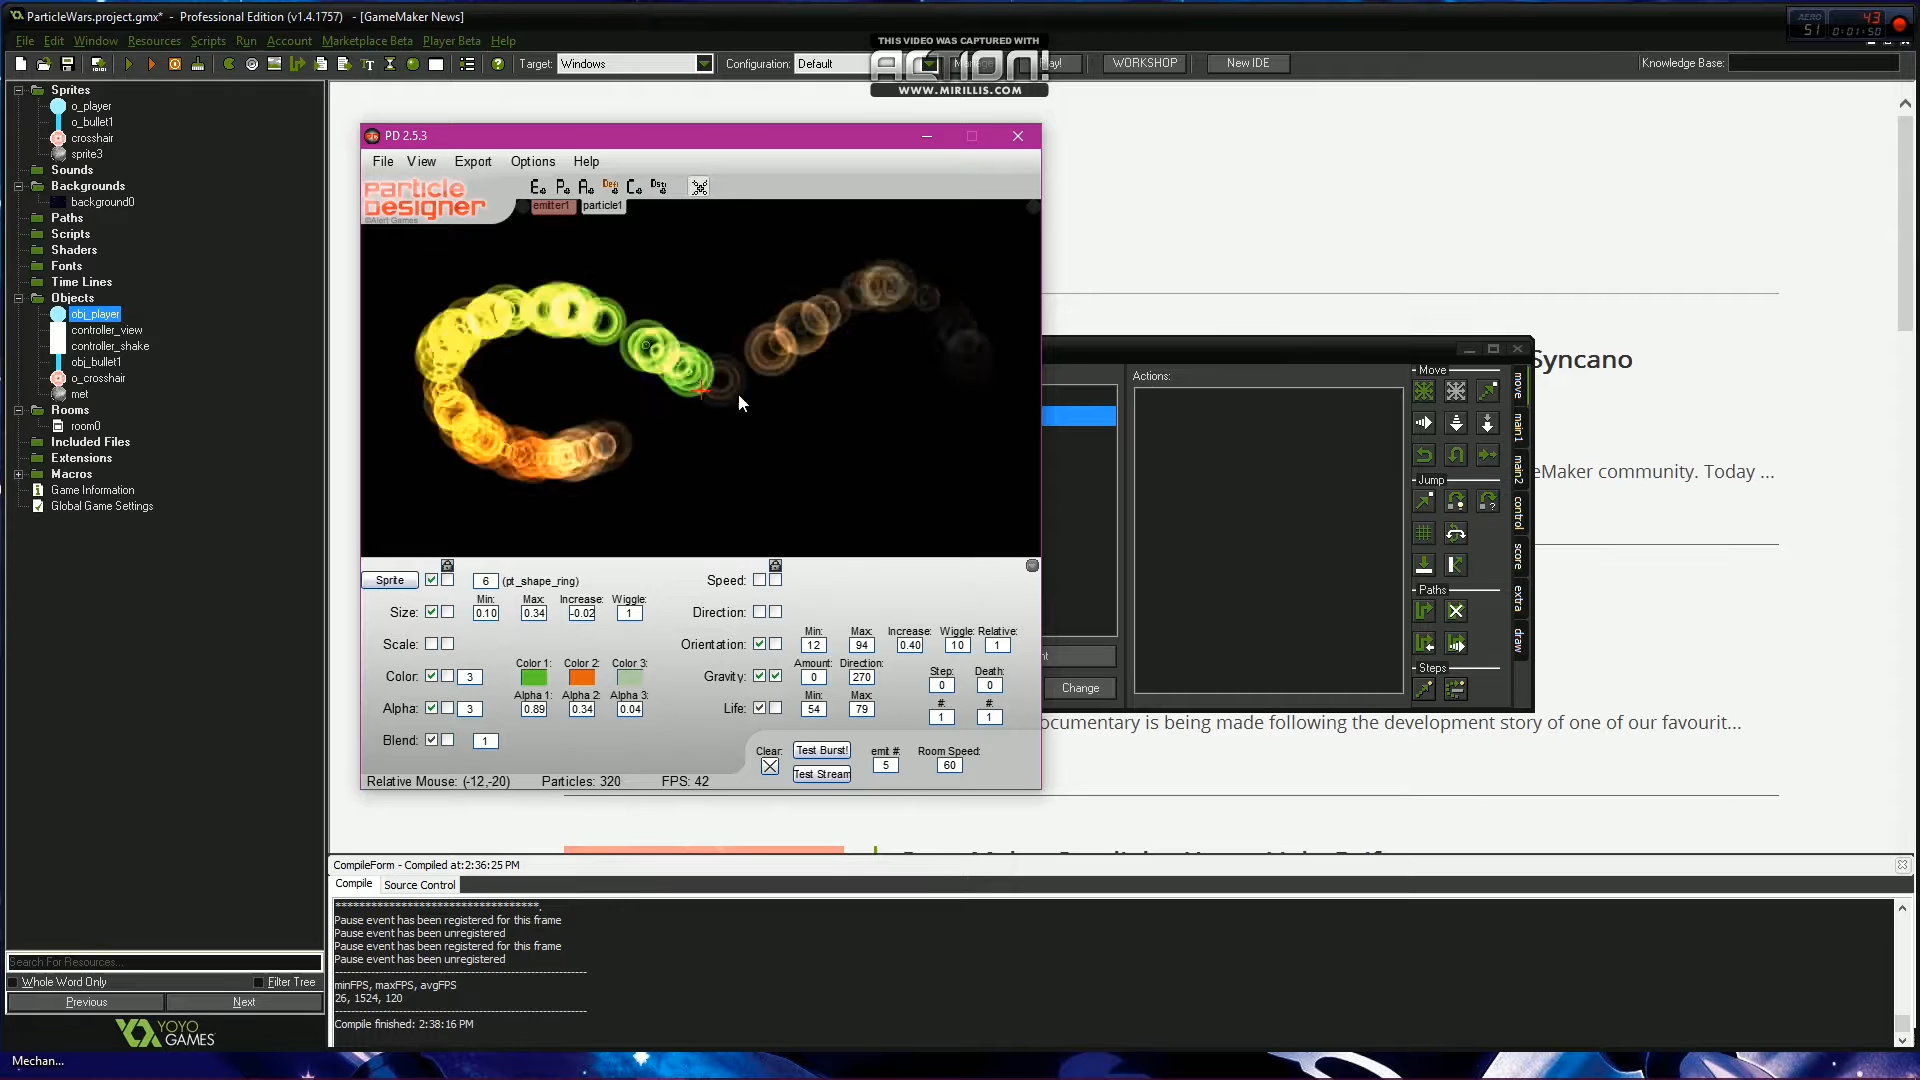 ParticleWars.project.gmx* - Professional Edition (v1.4.1757) - [GameMaker News]
File Edit Window Resources Scripts Run Account Marketplace Beta Player Beta Help
Target: Windows Configuration: Default WORKSHOP New IDE Knowledge Base:
THIS VIDEO WAS CAPTURED WITH
ACTION!
WWW.MIRILLIS.COM
AERO 43
51 0:01:50
Sprites
o_player
o_bullet1
crosshair
sprite3
Sounds
Backgrounds
background0
Paths
Scripts
Shaders
Fonts
Time Lines
Objects
obj_player
controller_view
controller_shake
obj_bullet1
o_crosshair
met
Rooms
room0
Included Files
Extensions
Macros
Game Information
Global Game Settings
Search For Resources...
Whole Word Only Filter Tree
Previous Next
YOYO
GAMES
Mechan...
PD 2.5.3
File View Export Options Help
particle
DESIGNER
©Alert Games
emitter1 particle1
Sprite 6 (pt_shape_ring)
Size: Min: 0.10 Max: 0.34 Increase: -0.02 Wiggle: 1
Scale:
Color: 3 Color 1: Color 2: Color 3:
Alpha: 3 Alpha 1: 0.89 Alpha 2: 0.34 Alpha 3: 0.04
Blend: 1
Speed:
Direction:
Orientation: Min: 12 Max: 94 Increase: 0.40 Wiggle: 10 Relative: 1
Gravity: Amount: 0 Direction: 270
Life: Min: 54 Max: 79
Step: 0 Death: 0
#: 1 #: 1
Clear: Test Burst! emit #: 5 Room Speed: 60
Test Stream
Relative Mouse: (-12,-20) Particles: 320 FPS: 42
Actions:
Change
Move
Jump
Paths
Steps
move
main1
main2
control
score
extra
draw
Syncano
eMaker community. Today ...
ocumentary is being made following the development story of one of our favourit...
CompileForm - Compiled at:2:36:25 PM
Compile Source Control
***********************************.
Pause event has been registered for this frame
Pause event has been unregistered
Pause event has been registered for this frame
Pause event has been unregistered
minFPS, maxFPS, avgFPS
26, 1524, 120
Compile finished: 2:38:16 PM